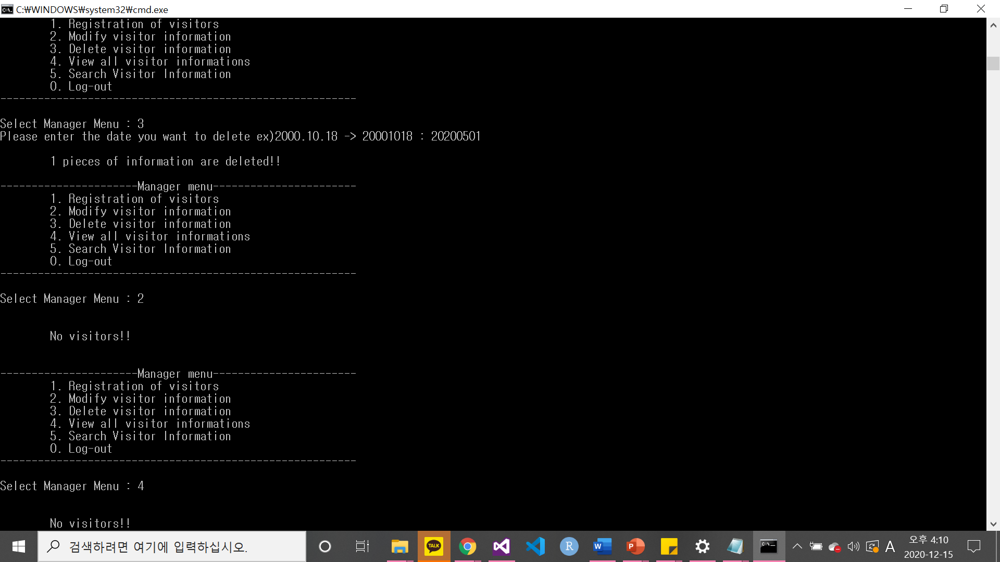 C:₩WINDOWS₩system32₩cmd.exe
1. Registration of visitors
2. Modify visitor information
3. Delete visitor information
4. View all visitor informations
5. Search Visitor Information
0. Log-out
---------------------------------------------------------
Select Manager Menu : 3
Please enter the date you want to delete ex)2000.10.18 -> 20001018 : 20200501
1 pieces of information are deleted!!
----------------------Manager menu-----------------------
1. Registration of visitors
2. Modify visitor information
3. Delete visitor information
4. View all visitor informations
5. Search Visitor Information
0. Log-out
---------------------------------------------------------
Select Manager Menu : 2
No visitors!!
----------------------Manager menu-----------------------
1. Registration of visitors
2. Modify visitor information
3. Delete visitor information
4. View all visitor informations
5. Search Visitor Information
0. Log-out
---------------------------------------------------------
Select Manager Menu : 4
No visitors!!
검색하려면 여기에 입력하십시오.
TALK
R
W
P
A
오후 4:10
2020-12-15